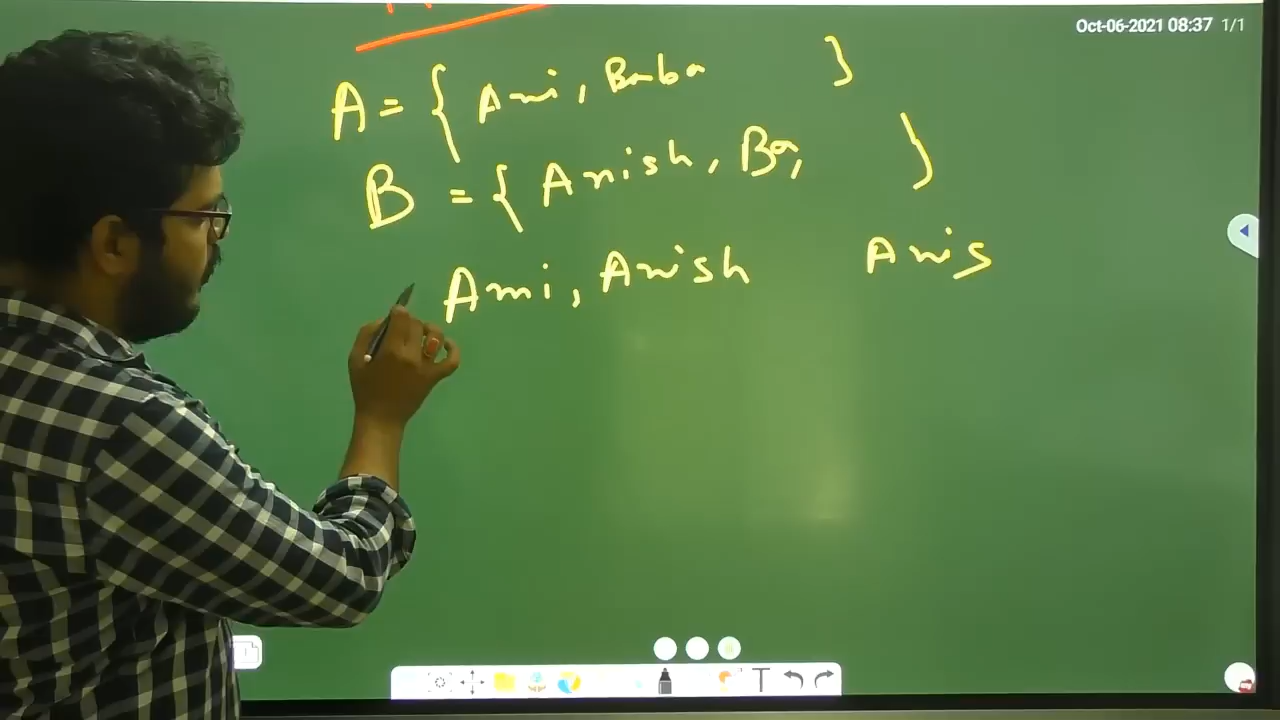 Oct-06-2021 08:37 1/1
A = { Ami, Baba }
B = { Anish, Ba, }
Ami, Anish Anis
T